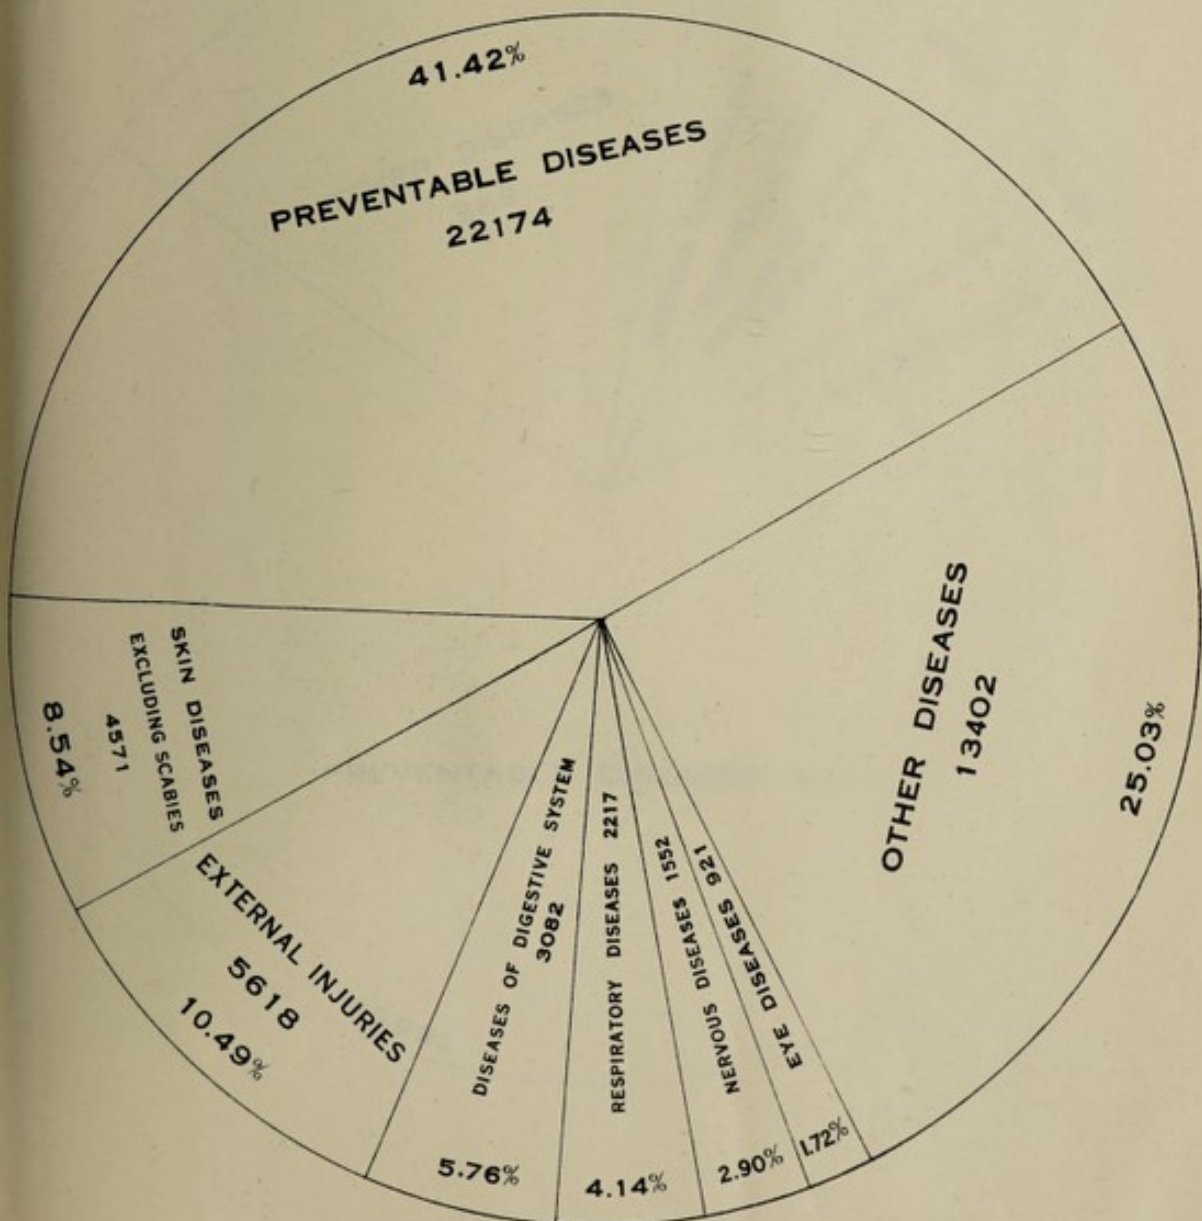 41.42%
PREVENTABLE DISEASES
22174
OTHER DISEASES
13402
25.03%
EYE DISEASES 921
1.72%
NERVOUS DISEASES 1552
2.90%
RESPIRATORY DISEASES 2217
4.14%
DISEASES OF DIGESTIVE SYSTEM
3082
5.76%
EXTERNAL INJURIES
5618
10.49%
SKIN DISEASES
EXCLUDING SCABIES
4571
8.54%